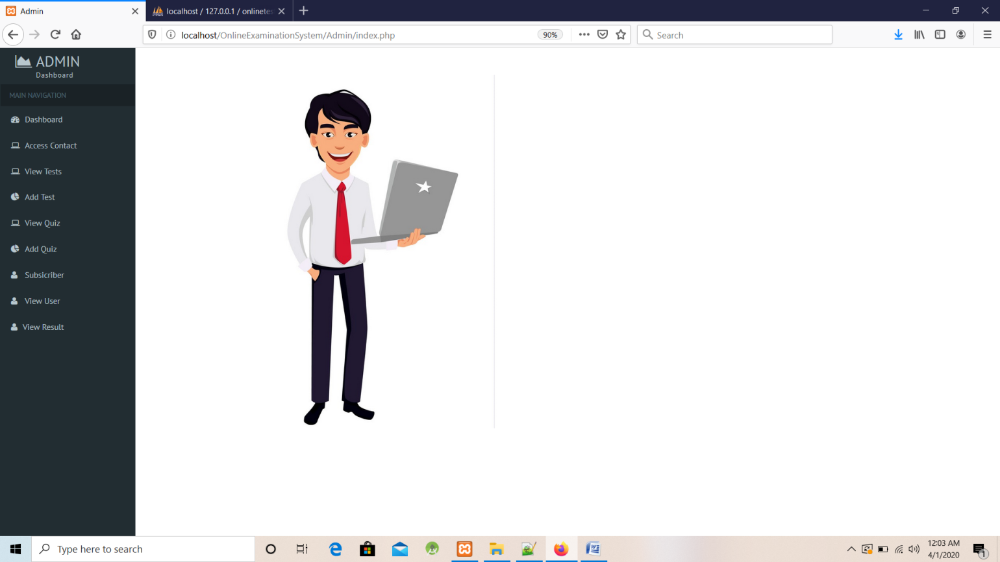 Admin
localhost / 127.0.0.1 / onlinetes
localhost/OnlineExaminationSystem/Admin/index.php
90%
Search
ADMIN
Dashboard
MAIN NAVIGATION
Dashboard
Access Contact
View Tests
Add Test
View Quiz
Add Quiz
Subsicriber
View User
View Result
Type here to search
12:03 AM
4/1/2020
1